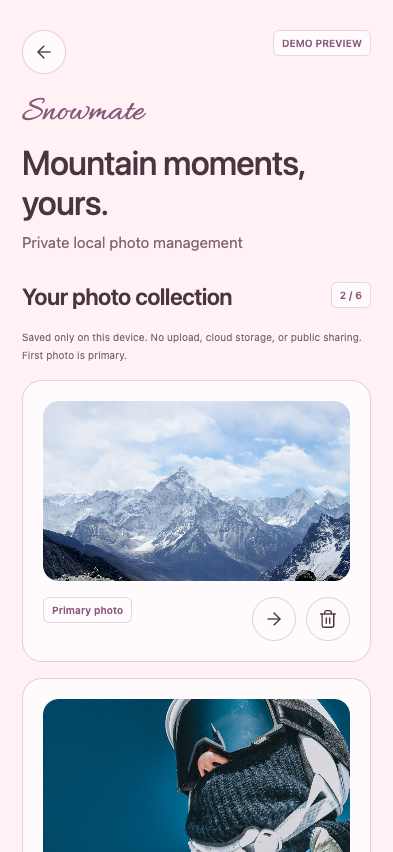 DEMO PREVIEW
Snowmate
Mountain moments,
yours.
Private local photo management
Your photo collection
2 / 6
Saved only on this device. No upload, cloud storage, or public sharing.
First photo is primary.
Primary photo